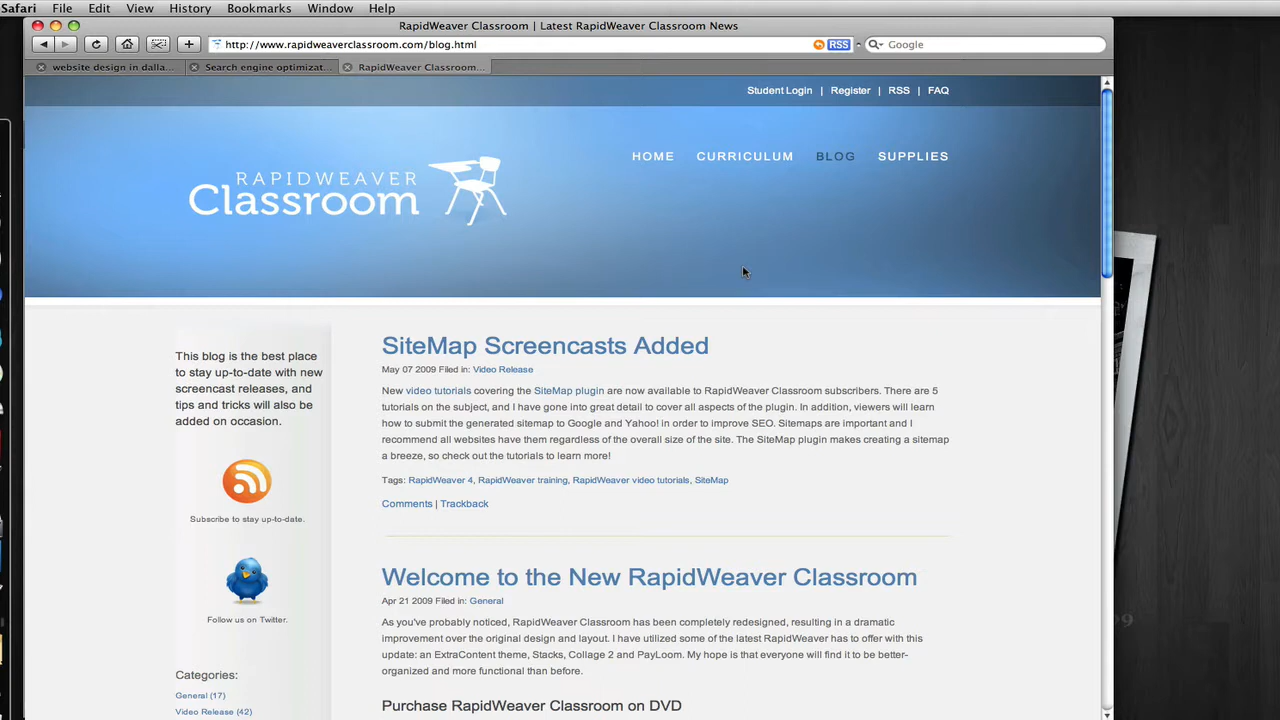 Safari File Edit View History Bookmarks Window Help
RapidWeaver Classroom | Latest RapidWeaver Classroom News
http://www.rapidweaverclassroom.com/blog.html RSS Google
website design in dalla... Search engine optimizat... RapidWeaver Classroom...
Student Login | Register | RSS | FAQ
HOME CURRICULUM BLOG SUPPLIES
RAPIDWEAVER
Classroom
This blog is the best place
to stay up-to-date with new
screencast releases, and
tips and tricks will also be
added on occasion.
Subscribe to stay up-to-date.
Follow us on Twitter.
Categories:
General (17)
Video Release (42)
SiteMap Screencasts Added
May 07 2009 Filed in: Video Release
New video tutorials covering the SiteMap plugin are now available to RapidWeaver Classroom subscribers. There are 5
tutorials on the subject, and I have gone into great detail to cover all aspects of the plugin. In addition, viewers will learn
how to submit the generated sitemap to Google and Yahoo! in order to improve SEO. Sitemaps are important and I
recommend all websites have them regardless of the overall size of the site. The SiteMap plugin makes creating a sitemap
a breeze, so check out the tutorials to learn more!
Tags: RapidWeaver 4, RapidWeaver training, RapidWeaver video tutorials, SiteMap
Comments | Trackback
Welcome to the New RapidWeaver Classroom
Apr 21 2009 Filed in: General
As you've probably noticed, RapidWeaver Classroom has been completely redesigned, resulting in a dramatic
improvement over the original design and layout. I have utilized some of the latest RapidWeaver has to offer with this
update: an ExtraContent theme, Stacks, Collage 2 and PayLoom. My hope is that everyone will find it to be better-
organized and more functional than before.
Purchase RapidWeaver Classroom on DVD